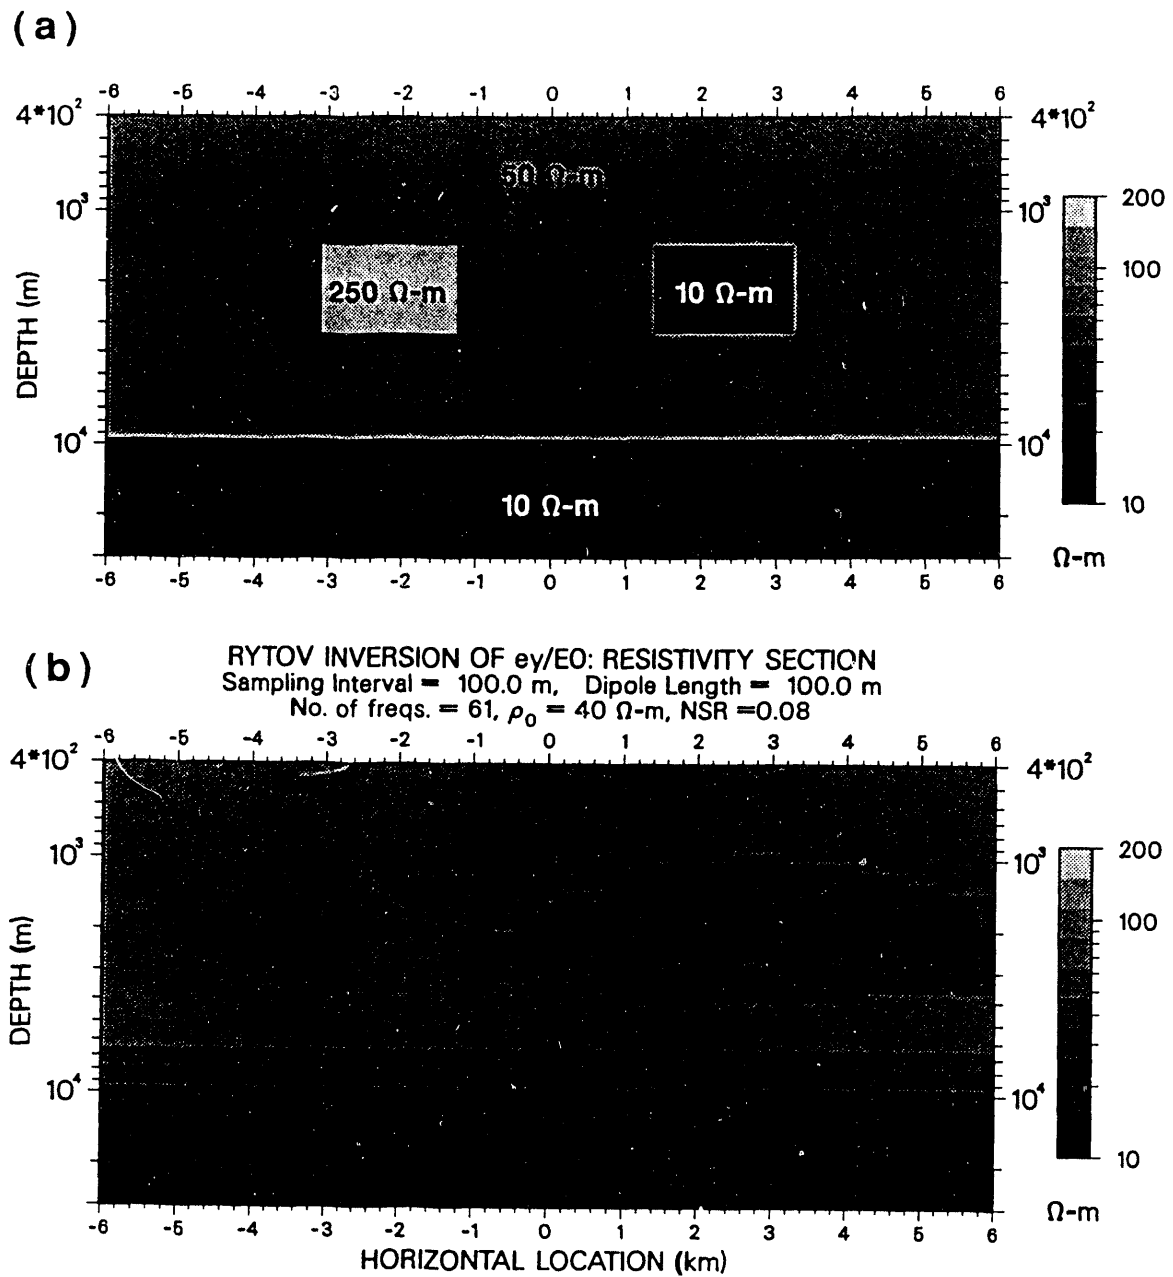 (a)
-6 -5 -4 -3 -2 -1 0 1 2 3 4 5 6
4*10² 4*10²
50 Ω-m
10³ 10³
200
100
10
Ω-m
DEPTH (m)
250 Ω-m 10 Ω-m
10⁴ 10⁴
10 Ω-m
-6 -5 -4 -3 -2 -1 0 1 2 3 4 5 6
(b)
RYTOV INVERSION OF ey/E0: RESISTIVITY SECTION
Sampling Interval = 100.0 m, Dipole Length = 100.0 m
No. of freqs. = 61, ρ₀ = 40 Ω-m, NSR =0.08
-6 -5 -4 -3 -2 -1 0 1 2 3 4 5 6
4*10² 4*10²
10³ 10³
200
100
10
Ω-m
DEPTH (m)
10⁴ 10⁴
-6 -5 -4 -3 -2 -1 0 1 2 3 4 5 6
HORIZONTAL LOCATION (km)